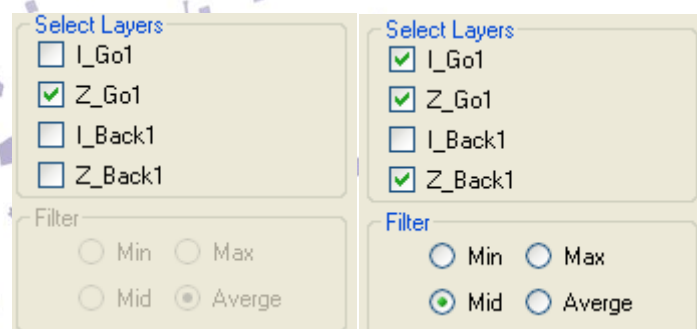 Select Layers
I_Go1
Z_Go1
I_Back1
Z_Back1
Filter
Min Max
Mid Averge
Select Layers
I_Go1
Z_Go1
I_Back1
Z_Back1
Filter
Min Max
Mid Averge